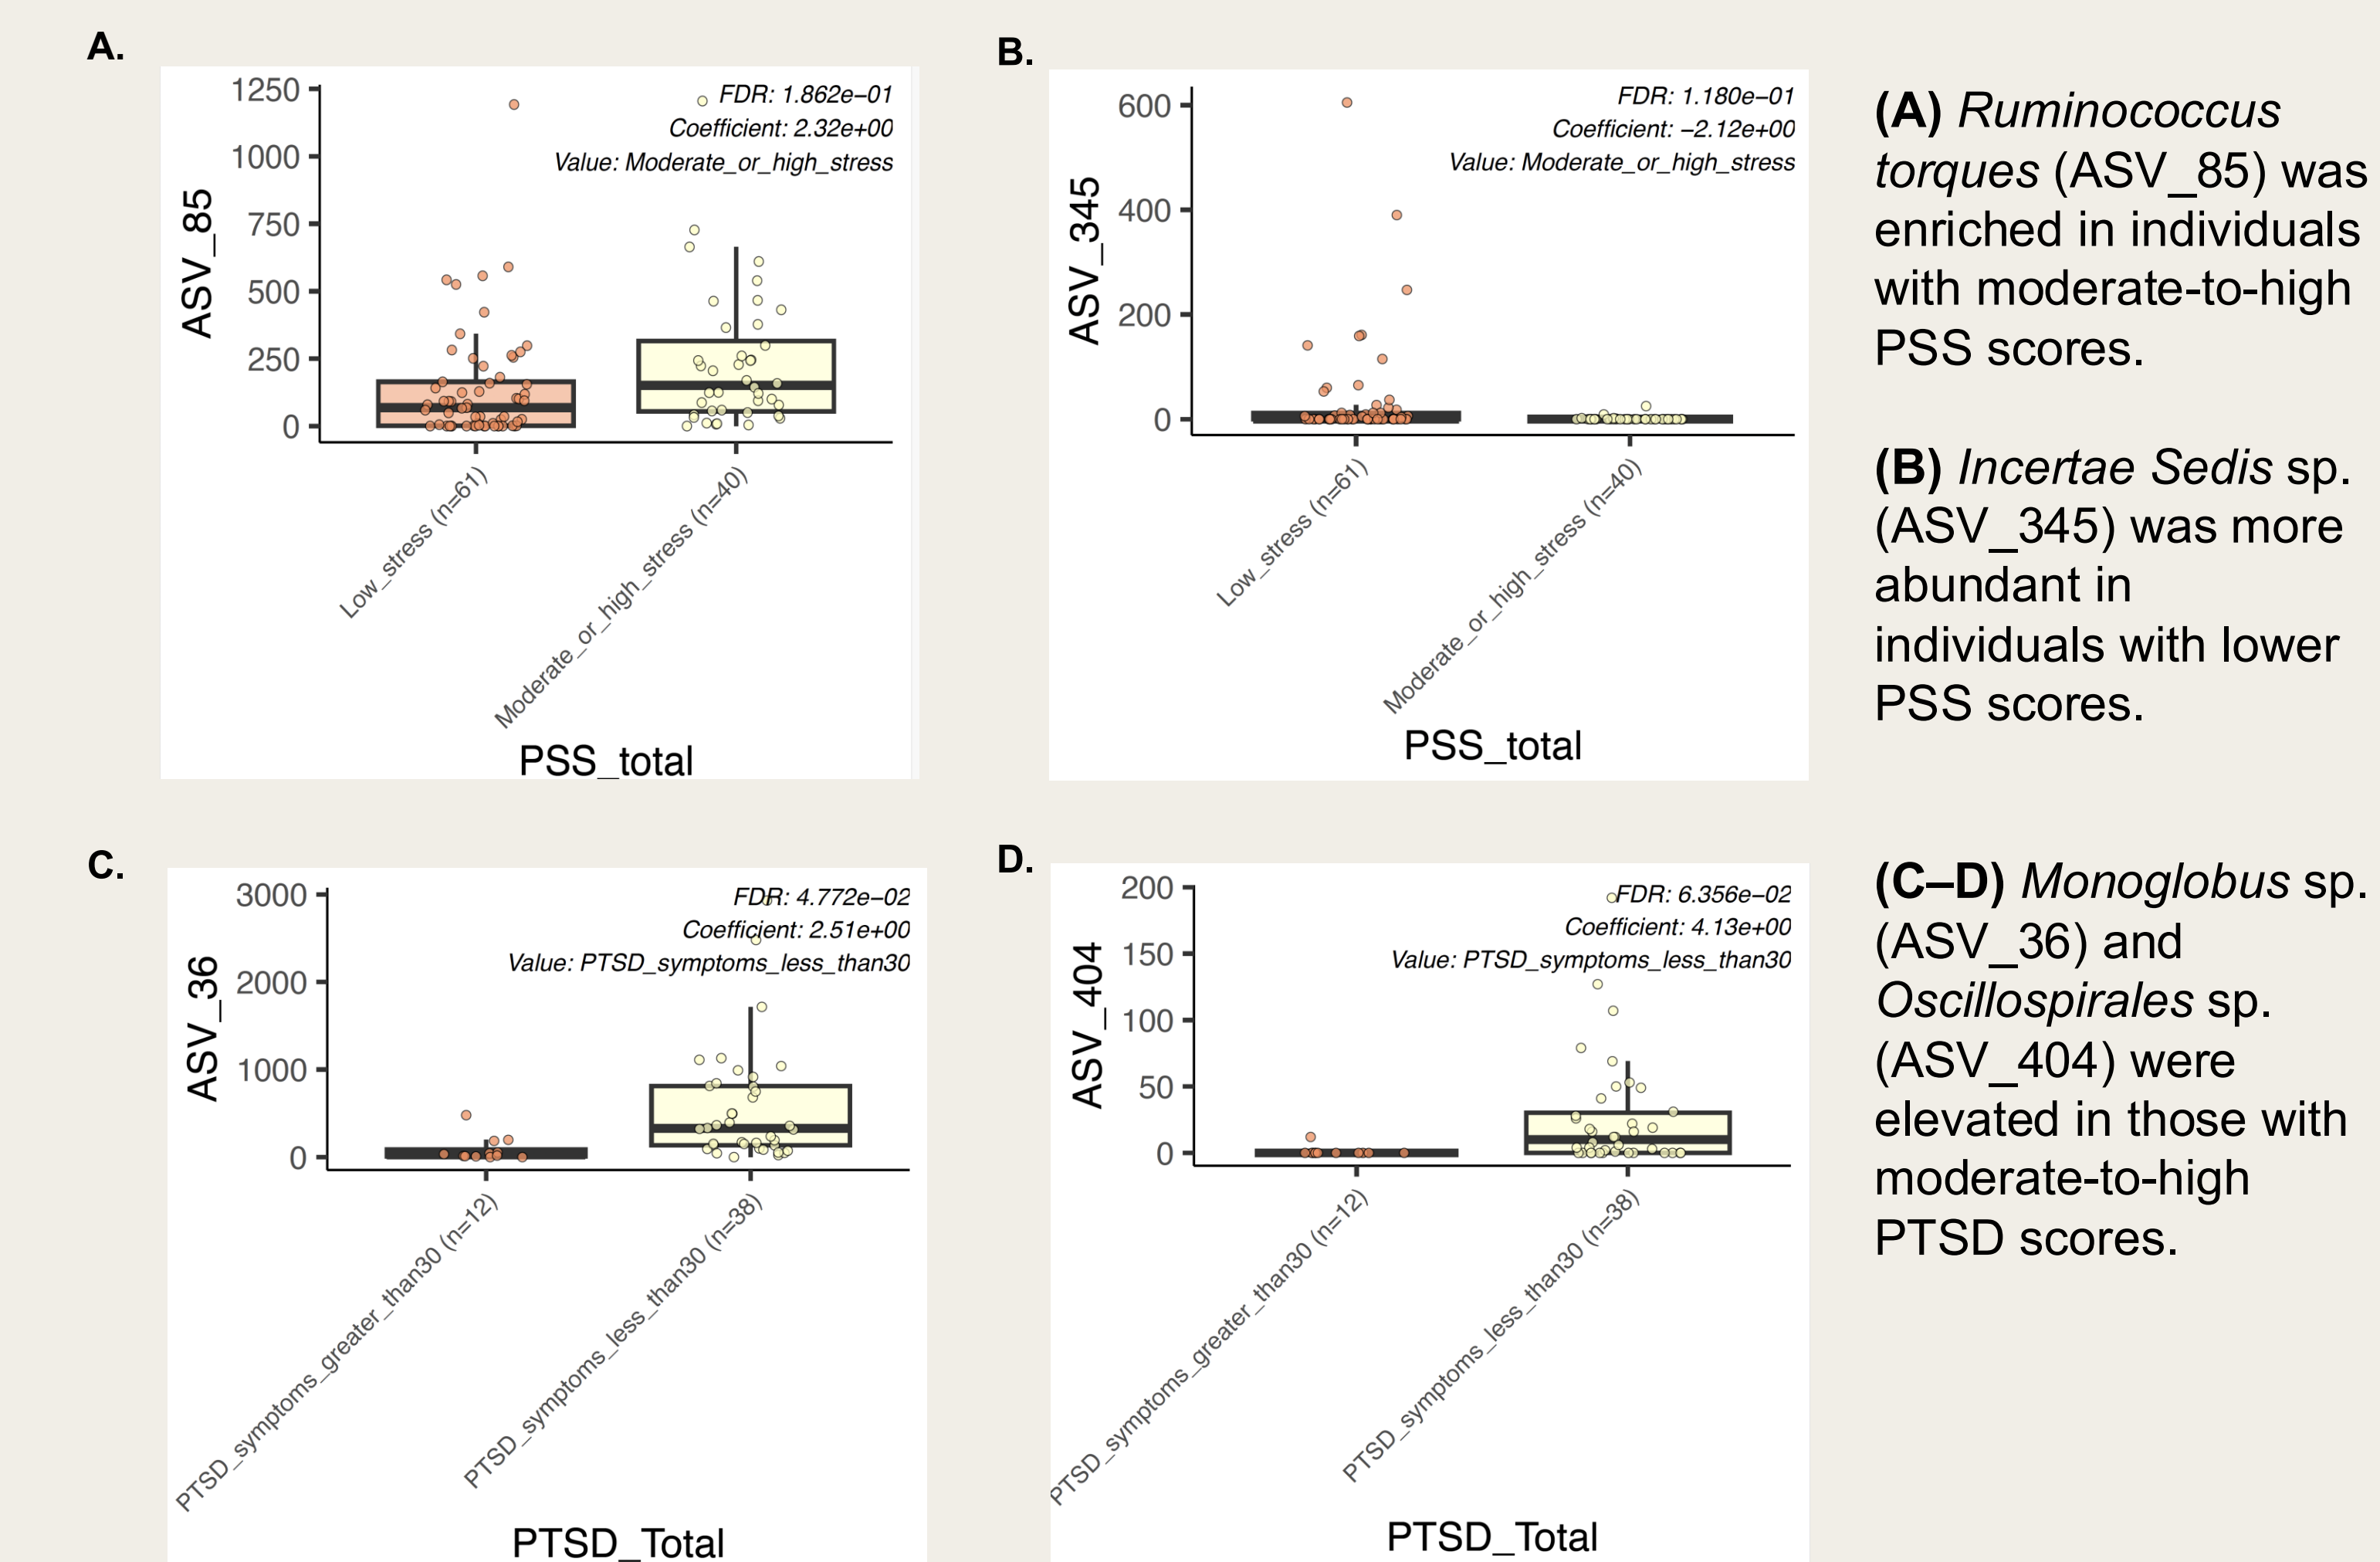 A.
1250
1000
750
500
250
0
ASV_85
FDR: 1.862e−01
Coefficient: 2.32e+00
Value: Moderate_or_high_stress
Low_stress (n=61)
Moderate_or_high_stress (n=40)
PSS_total
B.
600
400
200
0
ASV_345
FDR: 1.180e−01
Coefficient: −2.12e+00
Value: Moderate_or_high_stress
Low_stress (n=61)
Moderate_or_high_stress (n=40)
PSS_total
(A) Ruminococcus
torques (ASV_85) was
enriched in individuals
with moderate-to-high
PSS scores.
(B) Incertae Sedis sp.
(ASV_345) was more
abundant in
individuals with lower
PSS scores.
C.
3000
2000
1000
0
ASV_36
FDR: 4.772e−02
Coefficient: 2.51e+00
Value: PTSD_symptoms_less_than30
PTSD_symptoms_greater_than30 (n=12)
PTSD_symptoms_less_than30 (n=38)
PTSD_Total
D.
200
150
100
50
0
ASV_404
FDR: 6.356e−02
Coefficient: 4.13e+00
Value: PTSD_symptoms_less_than30
PTSD_symptoms_greater_than30 (n=12)
PTSD_symptoms_less_than30 (n=38)
PTSD_Total
(C–D) Monoglobus sp.
(ASV_36) and
Oscillospirales sp.
(ASV_404) were
elevated in those with
moderate-to-high
PTSD scores.